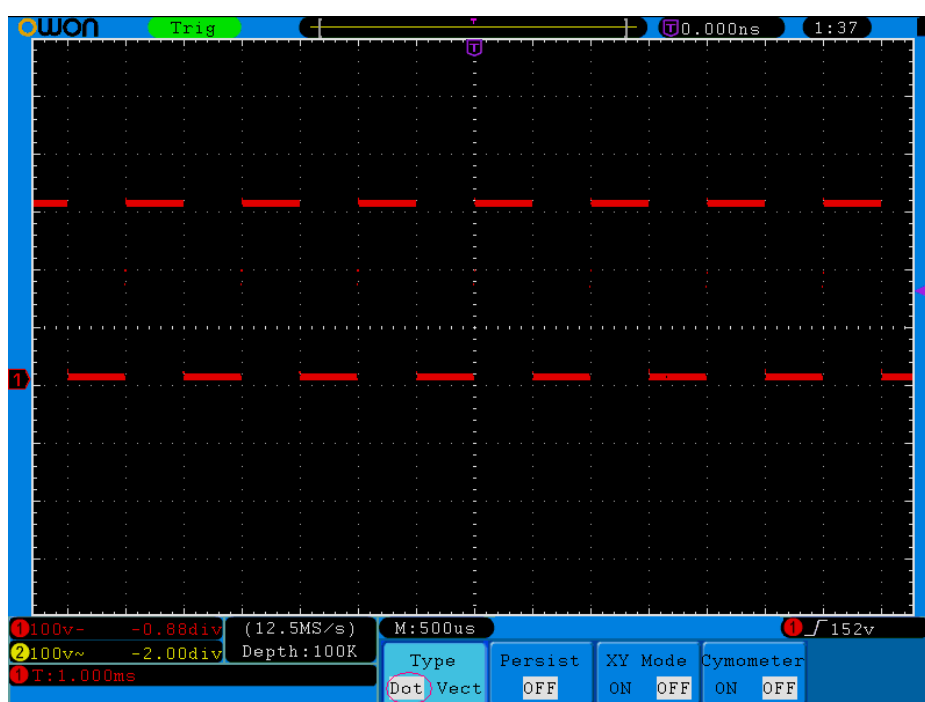 owon Trig T 0.000ns 1:37
T
1
1 100v- -0.88div (12.5MS/s) M:500us 1 152v
2 100v~ -2.00div Depth:100K
1 T:1.000ms
Type Persist XY Mode Cymometer
Dot Vect OFF ON OFF ON OFF